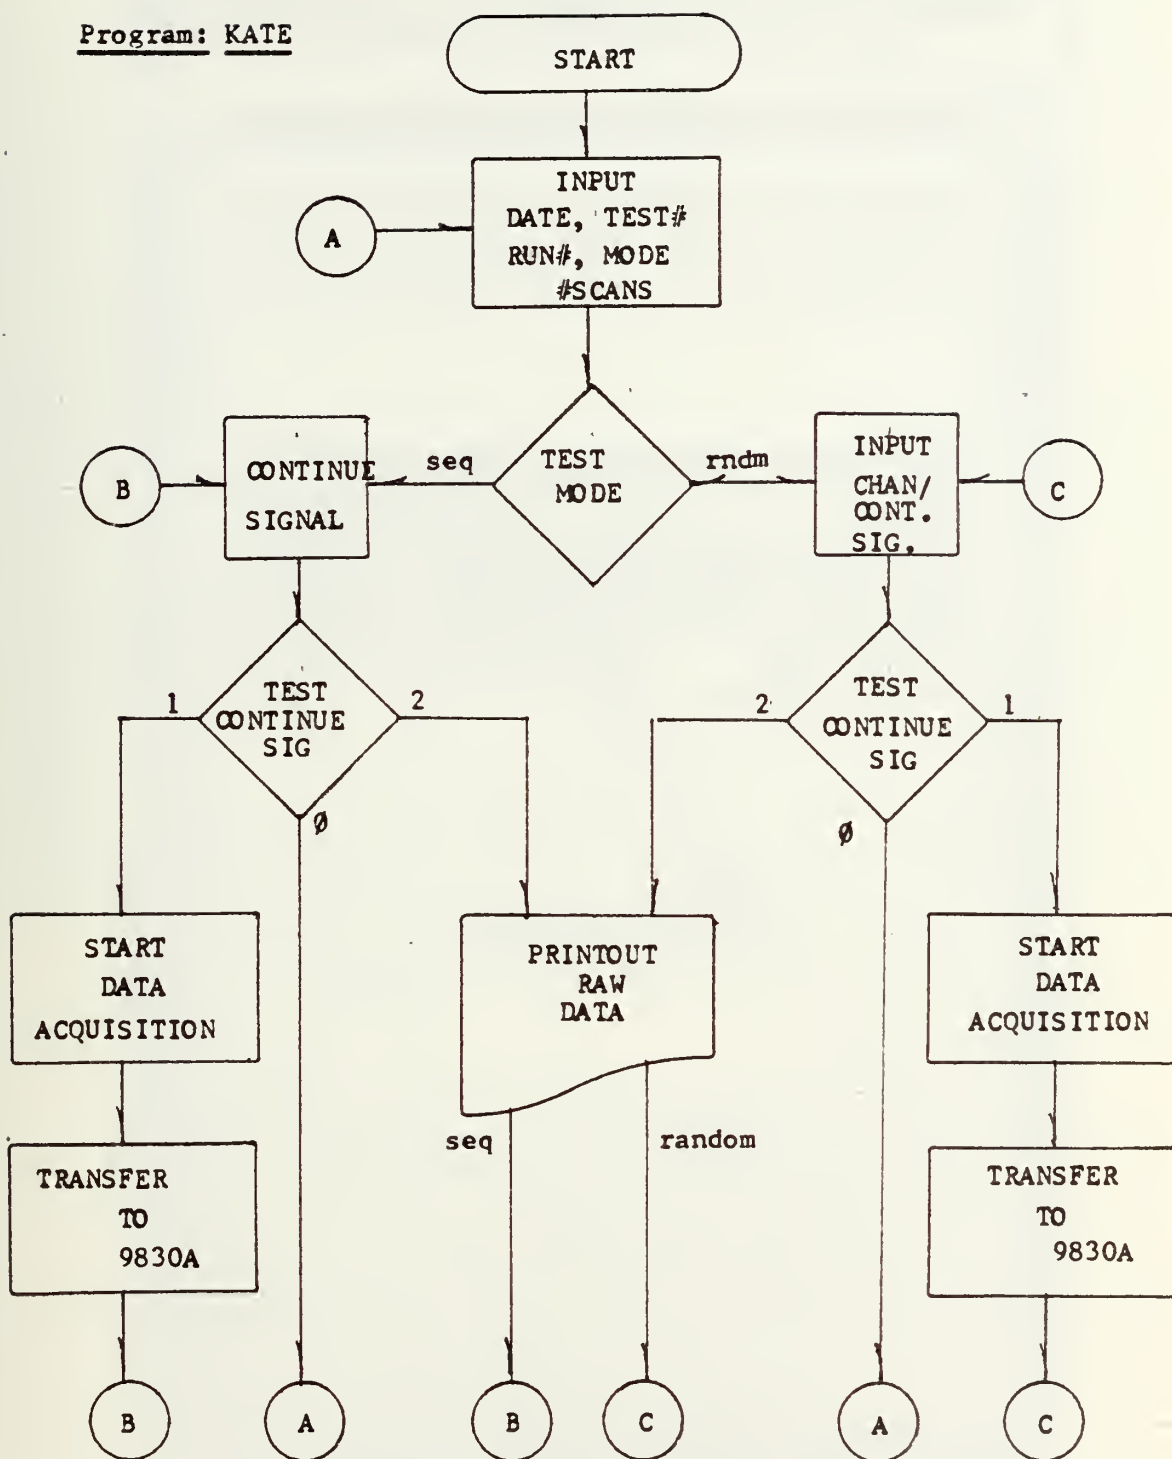 Program: KATE
START
INPUT
DATE, TEST#
RUN#, MODE
#SCANS
A
B
CONTINUE
SIGNAL
seq
TEST
MODE
rndm
INPUT
CHAN/
CONT.
SIG.
C
1
TEST
CONTINUE
SIG
2
Ø
2
TEST
CONTINUE
SIG
1
Ø
START
DATA
ACQUISITION
PRINTOUT
RAW
DATA
START
DATA
ACQUISITION
seq
random
TRANSFER
TO
9830A
TRANSFER
TO
9830A
B
A
B
C
A
C